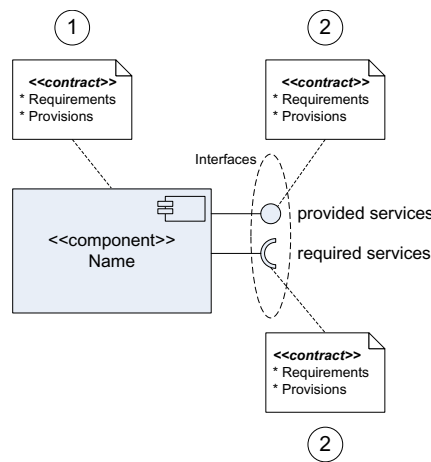 1
2
<<contract>>
* Requirements
* Provisions
<<contract>>
* Requirements
* Provisions
Interfaces
<<component>>
Name
provided services
required services
<<contract>>
* Requirements
* Provisions
2